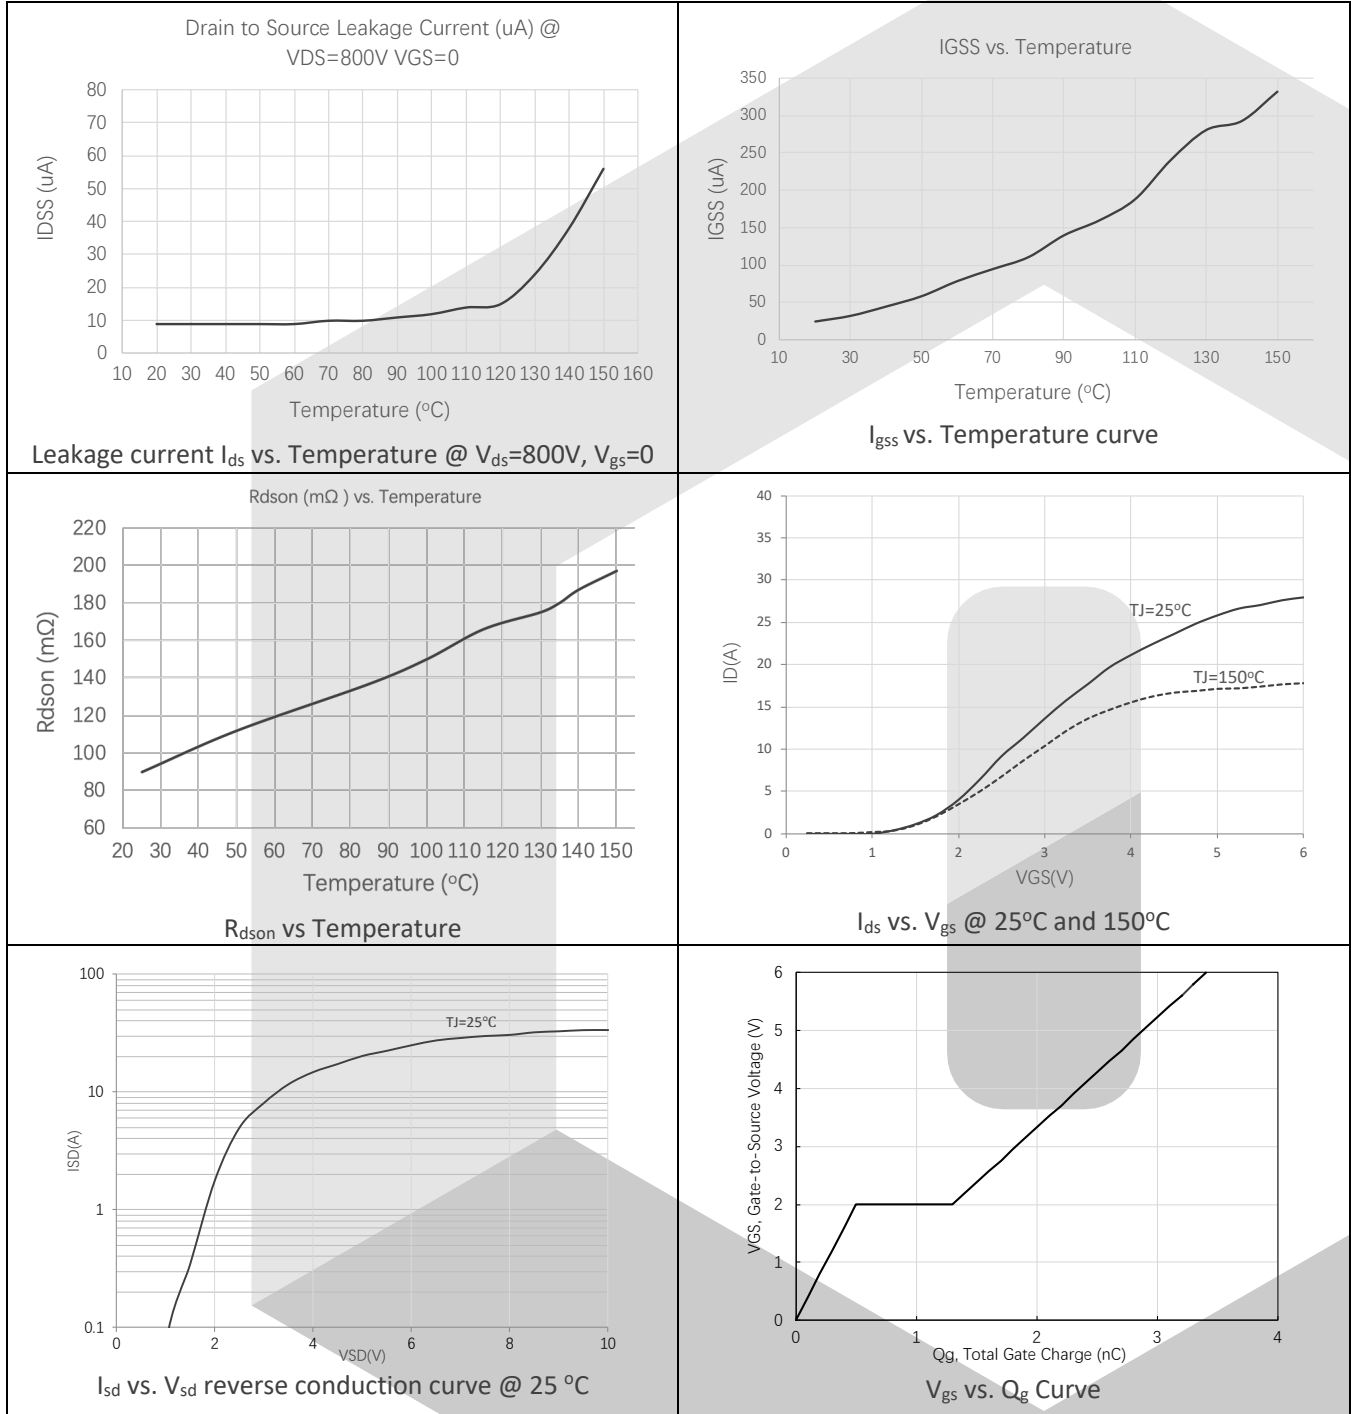 Drain to Source Leakage Current (uA) @
VDS=800V VGS=0
IDSS (uA)
80
70
60
50
40
30
20
10
0
10 20 30 40 50 60 70 80 90 100 110 120 130 140 150 160
Temperature (°C)
Leakage current Ids vs. Temperature @ Vds=800V, Vgs=0
IGSS vs. Temperature
IGSS (uA)
350
300
250
200
150
100
50
0
10 30 50 70 90 110 130 150
Temperature (°C)
Igss vs. Temperature curve
Rdson (mΩ ) vs. Temperature
Rdson (mΩ)
220
200
180
160
140
120
100
80
60
20 30 40 50 60 70 80 90 100 110 120 130 140 150
Temperature (°C)
Rdson vs Temperature
ID(A)
40
35
30
25
20
15
10
5
0
TJ=25°C
TJ=150°C
0 1 2 3 4 5 6
VGS(V)
Ids vs. Vgs @ 25°C and 150°C
ISD(A)
100
10
1
0.1
TJ=25°C
0 2 4 6 8 10
VSD(V)
Isd vs. Vsd reverse conduction curve @ 25 °C
VGS, Gate-to-Source Voltage (V)
6
5
4
3
2
1
0
0 1 2 3 4
Qg, Total Gate Charge (nC)
Vgs vs. Qg Curve